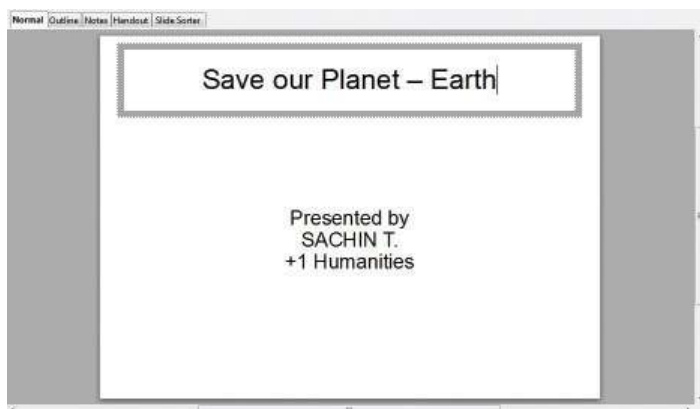 Normal Outline Notes Handout Slide Sorter
Save our Planet – Earth
Presented by
SACHIN T.
+1 Humanities